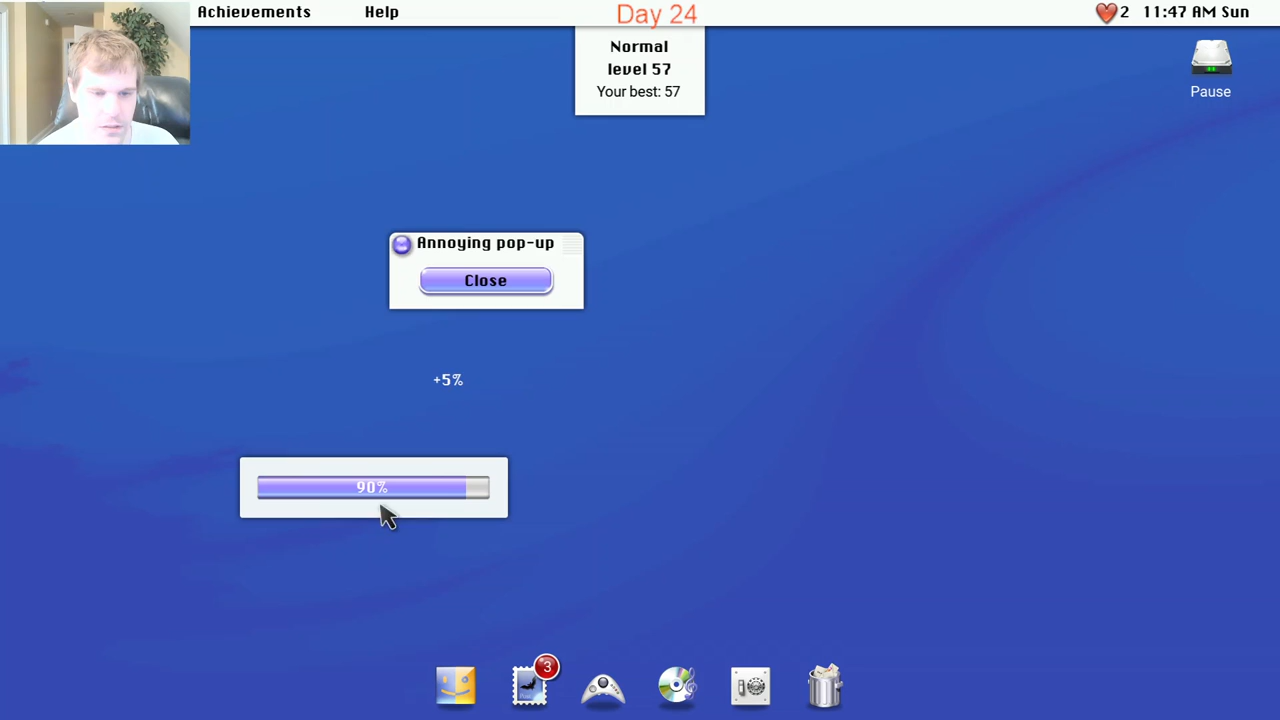 Achievements Help Day 24 2 11:47 AM Sun
Normal
level 57
Your best: 57
Pause
Annoying pop-up
Close
+5%
90%
3